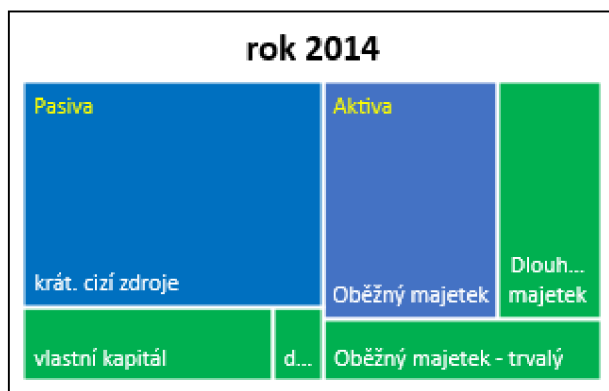 rok 2014
Pasiva
krát. cizí zdroje
vlastní kapitál
d...
Aktiva
Oběžný majetek
Dlouh...
majetek
Oběžný majetek - trvalý